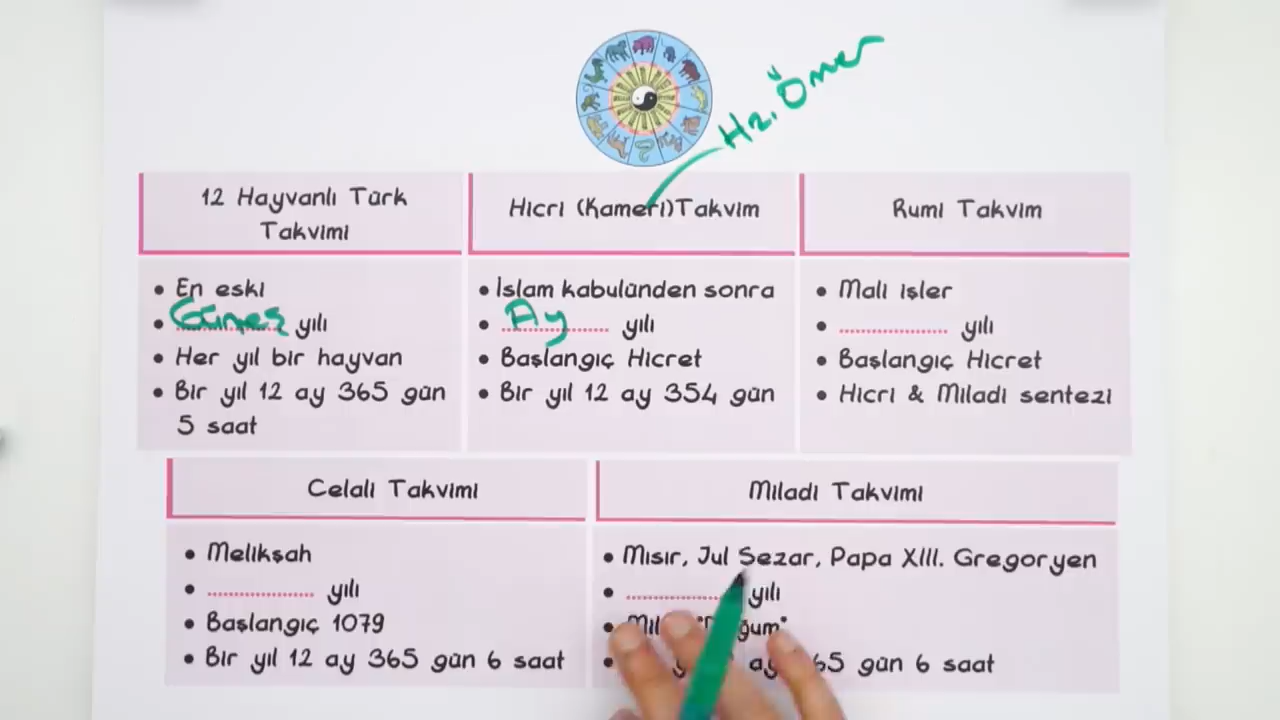 Hz. Ömer
12 Hayvanlı Türk
Takvimi
En eski
Güneş yılı
Her yıl bir hayvan
Bir yıl 12 ay 365 gün
5 saat
Hicri (Kameri)Takvim
İslam kabulünden sonra
Ay yılı
Başlangıç Hicret
Bir yıl 12 ay 354 gün
Rumi Takvim
Mali işler
.................. yılı
Başlangıç Hicret
Hicri & Miladi sentezi
Celali Takvimi
Melikşah
.................. yılı
Başlangıç 1079
Bir yıl 12 ay 365 gün 6 saat
Miladi Takvimi
Mısır, Jul Sezar, Papa XIII. Gregoryen
.................. yılı
gün 6 saat